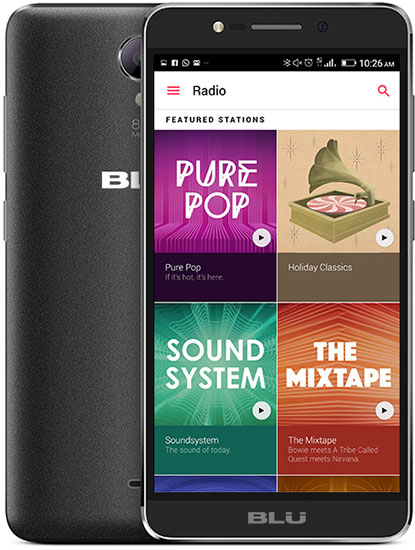 10:26 AM
Radio
FEATURED STATIONS
PURE
POP
Pure Pop
If it's hot, it's here.
Holiday Classics
SOUND
SYSTEM
Soundsystem
The sound of today.
THE
MIXTAPE
The Mixtape
Bowie meets A Tribe Called
Quest meets Nirvana.
BLU